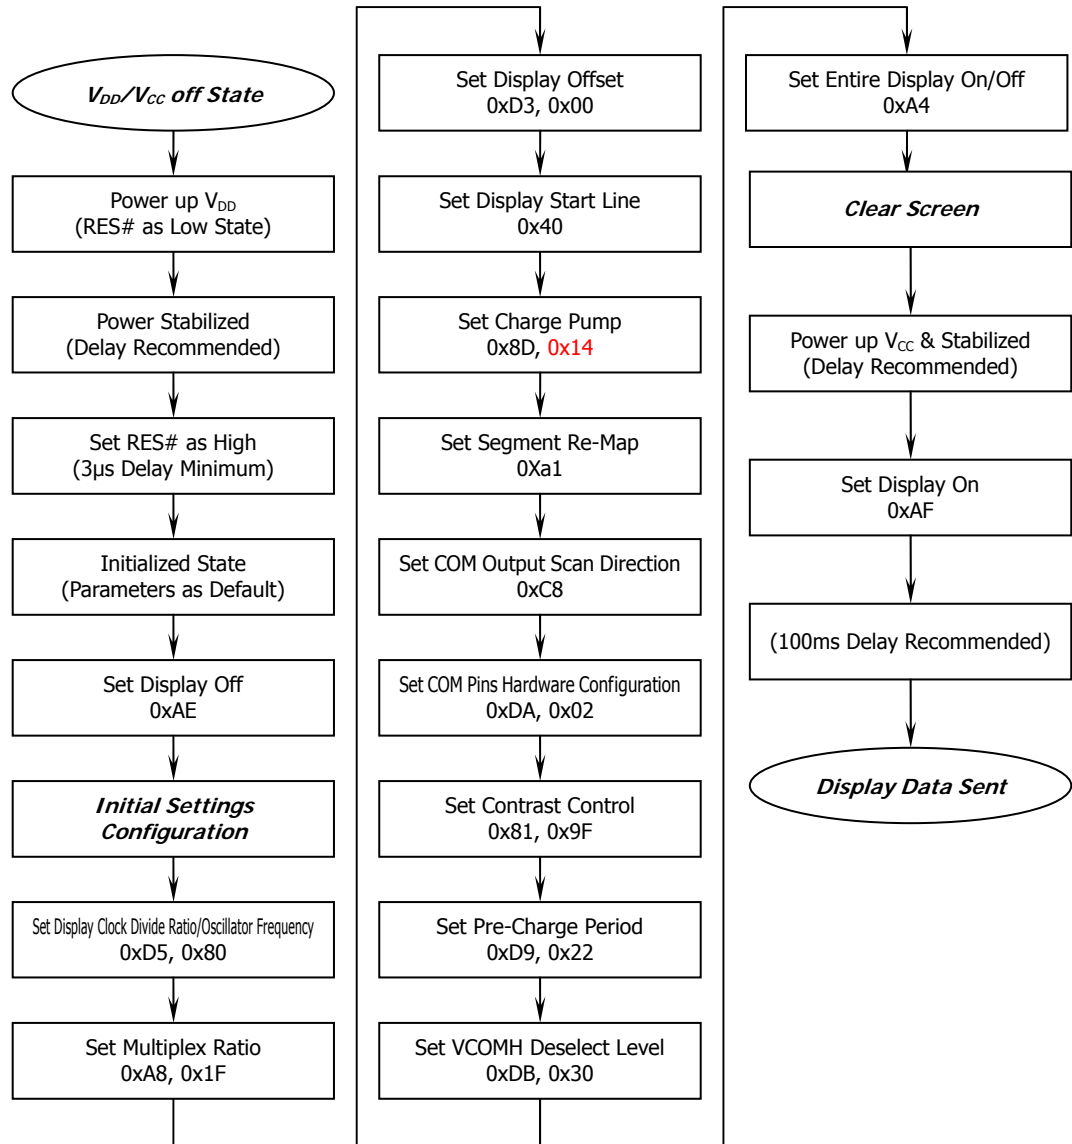 V_DD/V_CC off State
Power up V_DD
(RES# as Low State)
Power Stabilized
(Delay Recommended)
Set RES# as High
(3μs Delay Minimum)
Initialized State
(Parameters as Default)
Set Display Off
0xAE
Initial Settings
Configuration
Set Display Clock Divide Ratio/Oscillator Frequency
0xD5, 0x80
Set Multiplex Ratio
0xA8, 0x1F
Set Display Offset
0xD3, 0x00
Set Display Start Line
0x40
Set Charge Pump
0x8D, 0x14
Set Segment Re-Map
0Xa1
Set COM Output Scan Direction
0xC8
Set COM Pins Hardware Configuration
0xDA, 0x02
Set Contrast Control
0x81, 0x9F
Set Pre-Charge Period
0xD9, 0x22
Set VCOMH Deselect Level
0xDB, 0x30
Set Entire Display On/Off
0xA4
Clear Screen
Power up V_CC & Stabilized
(Delay Recommended)
Set Display On
0xAF
(100ms Delay Recommended)
Display Data Sent